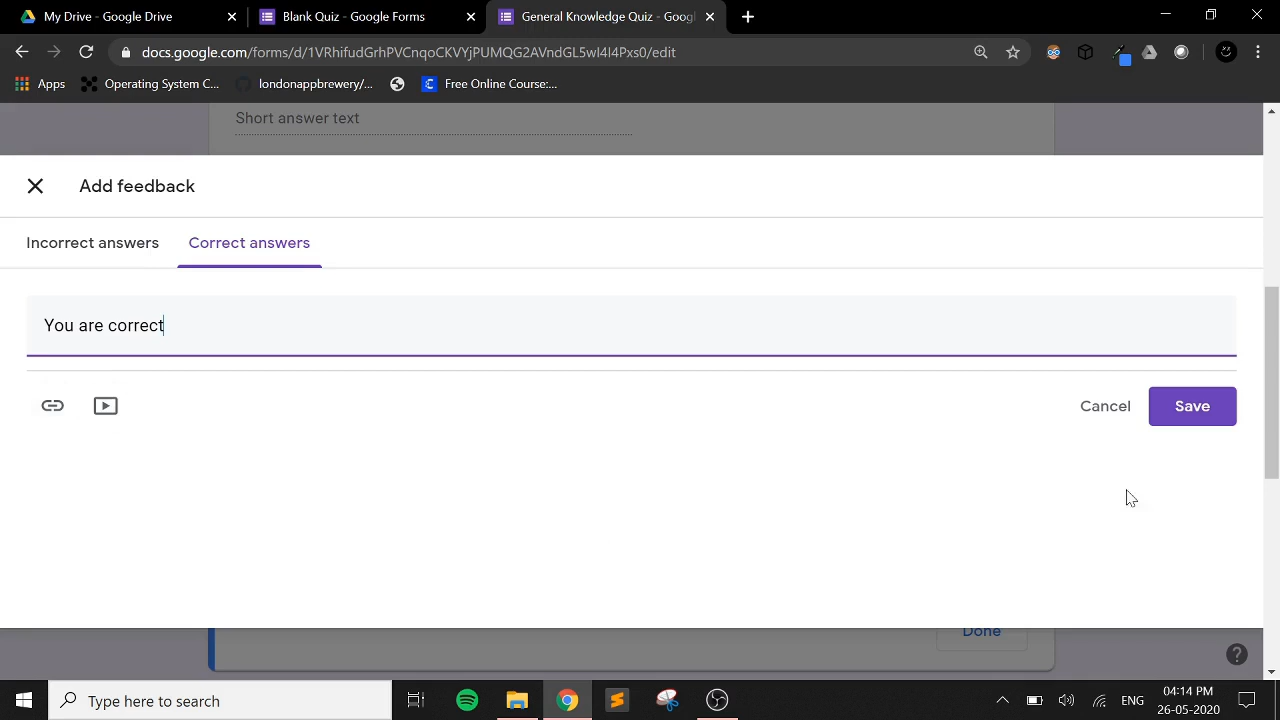 My Drive - Google Drive
Blank Quiz - Google Forms
General Knowledge Quiz - Goog
docs.google.com/forms/d/1VRhifudGrhPVCnqoCKVYjPUMQG2AVndGL5wl4l4Pxs0/edit
Apps
Operating System C...
londonappbrewery/...
Free Online Course:...
Short answer text
Add feedback
Incorrect answers
Correct answers
You are correct
Cancel
Save
Done
Type here to search
ENG
04:14 PM
26-05-2020